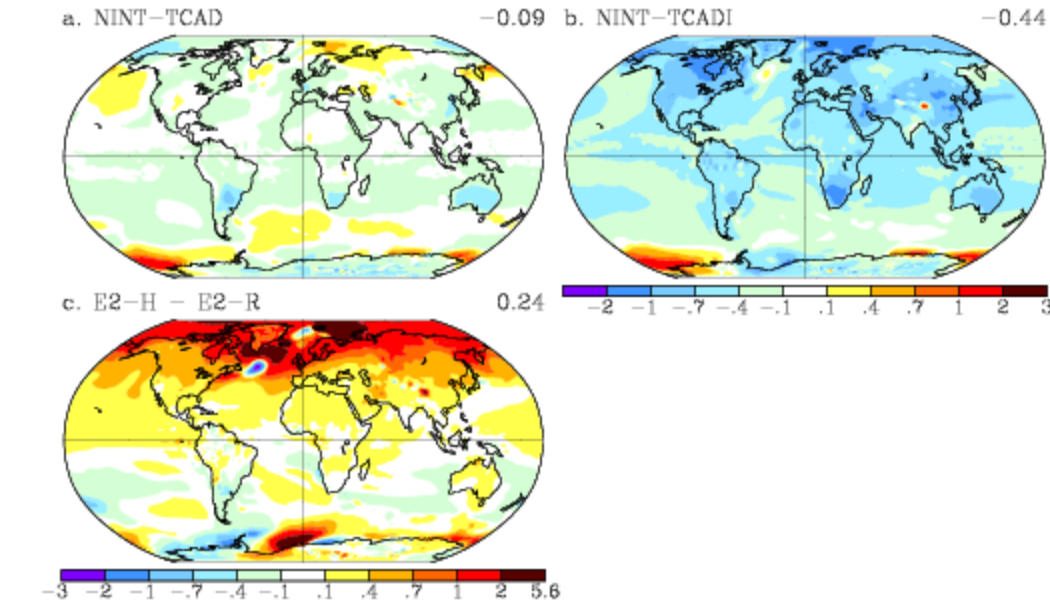 a. NINT-TCAD -0.09
b. NINT-TCADI -0.44
-2 -1 -.7 -.4 -.1 .1 .4 .7 1 2 3
c. E2-H - E2-R 0.24
-3 -2 -1 -.7 -.4 -.1 .1 .4 .7 1 2 5.6